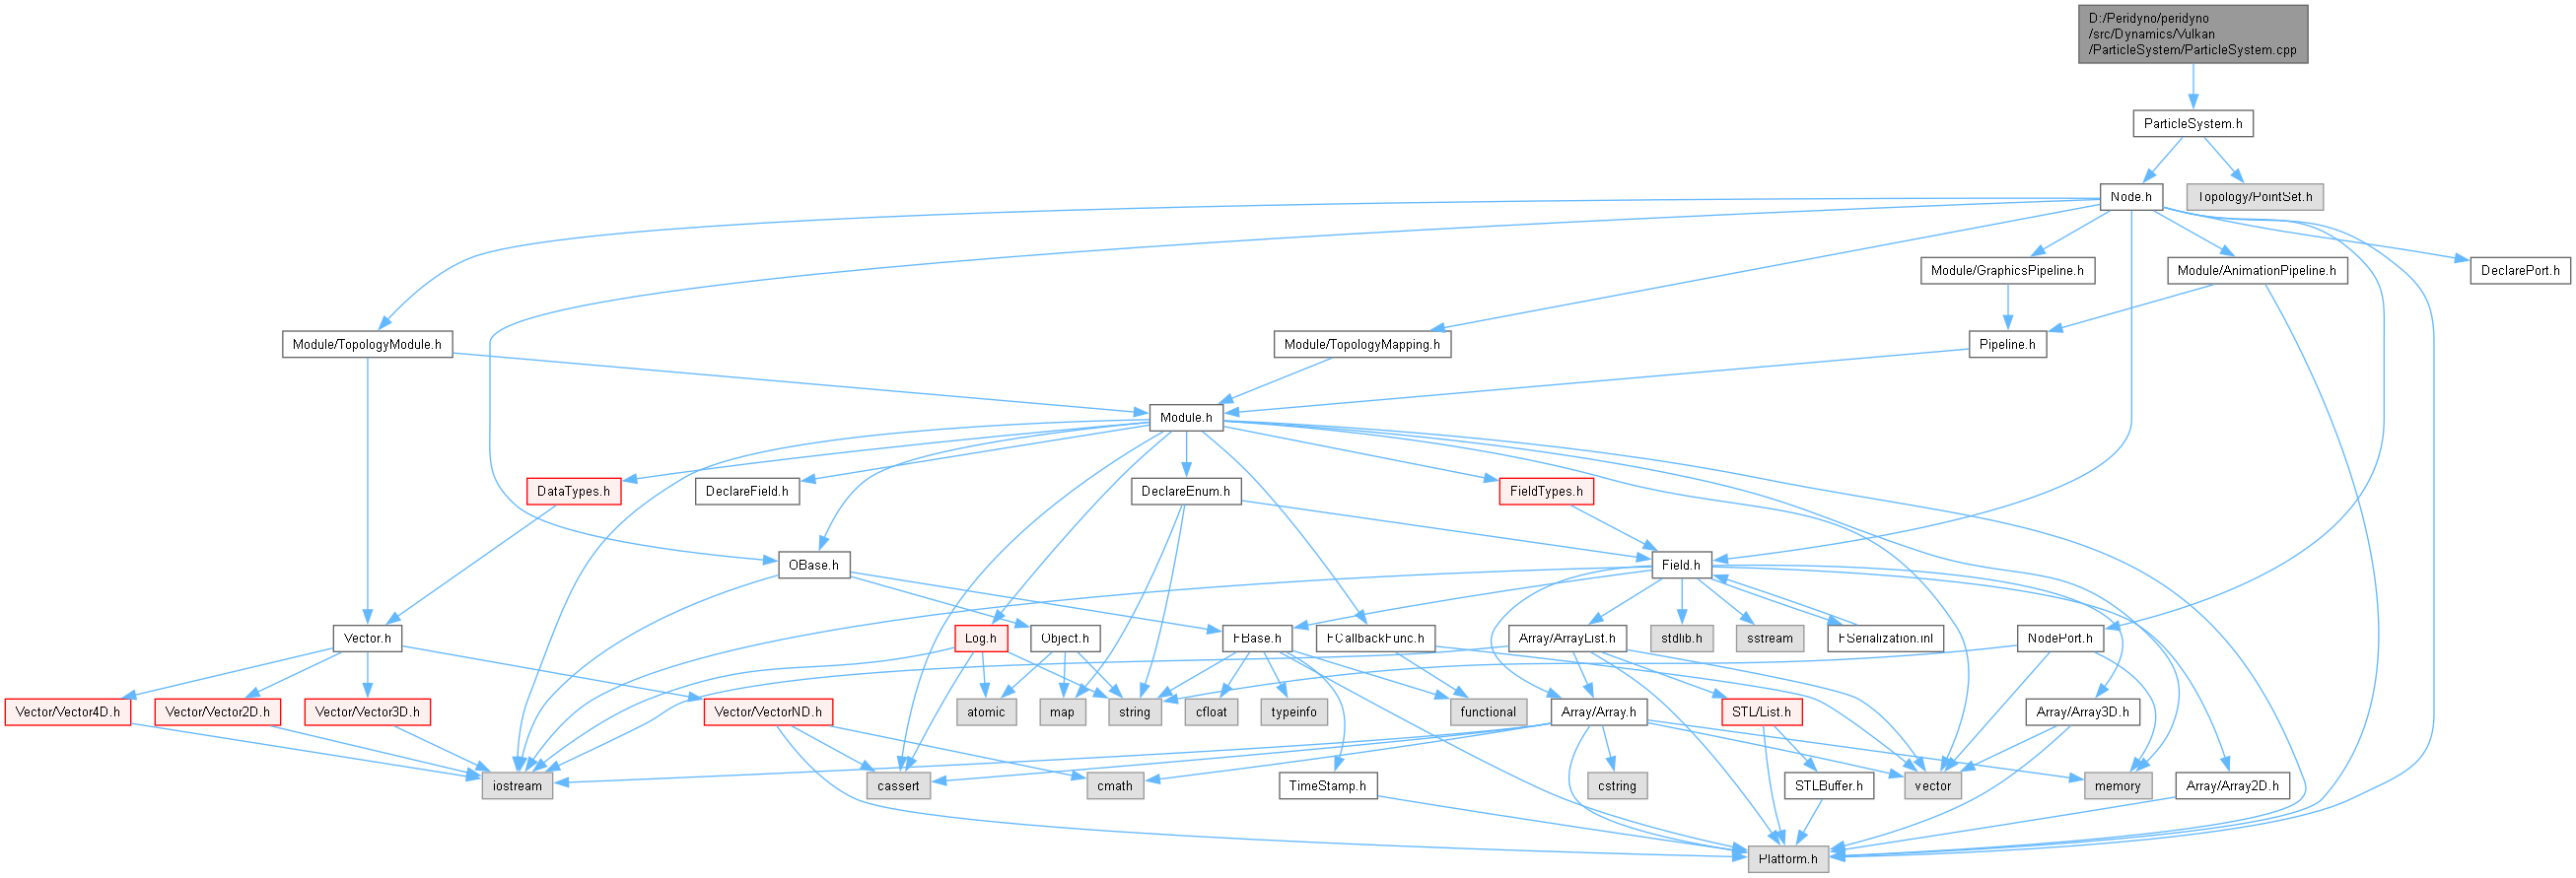 D:/Peridyno/peridyno
/src/Dynamics/Vulkan
/ParticleSystem/ParticleSystem.cpp
ParticleSystem.h
Node.h
Topology/PointSet.h
Module/GraphicsPipeline.h
Module/AnimationPipeline.h
DeclarePort.h
Module/TopologyModule.h
Module/TopologyMapping.h
Pipeline.h
Module.h
DataTypes.h
DeclareField.h
DeclareEnum.h
FieldTypes.h
OBase.h
Field.h
Vector.h
Log.h
Object.h
FBase.h
FCallbackFunc.h
Array/ArrayList.h
stdlib.h
sstream
FSerialization.inl
NodePort.h
Vector/Vector4D.h
Vector/Vector2D.h
Vector/Vector3D.h
Vector/VectorND.h
atomic
map
string
cfloat
typeinfo
functional
Array/Array.h
STL/List.h
Array/Array3D.h
iostream
cassert
cmath
TimeStamp.h
cstring
STLBuffer.h
vector
memory
Array/Array2D.h
Platform.h